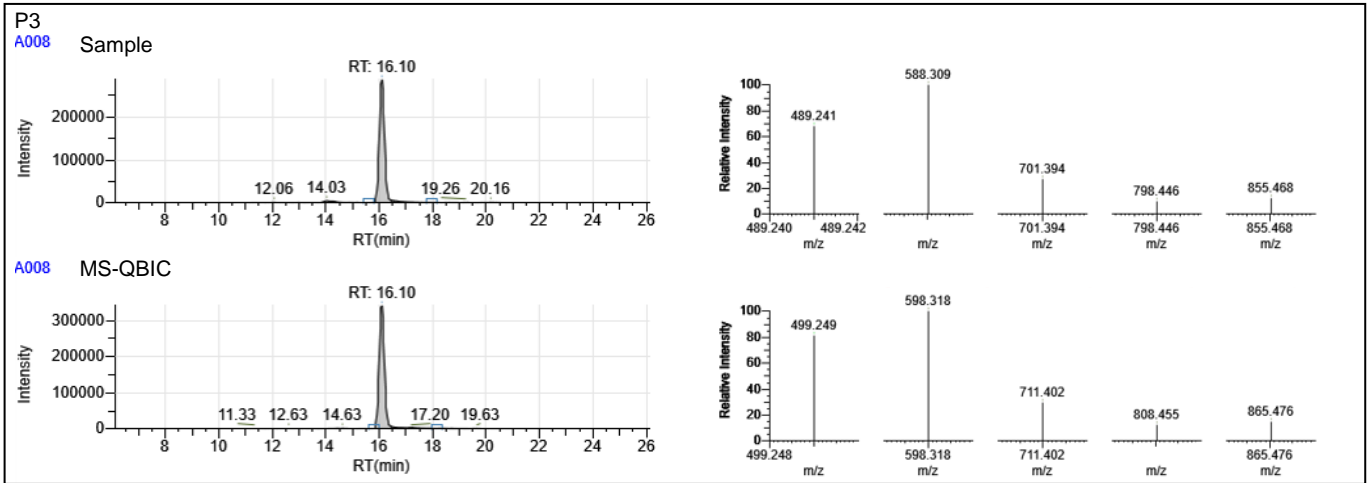 P3
A008 Sample
RT: 16.10
Intensity
200000
100000
0
12.06 14.03 19.26 20.16
8 10 12 14 16 18 20 22 24 26
RT(min)
Relative Intensity
100
80
60
40
20
0
489.241
588.309
701.394
798.446
855.468
489.240 489.242 701.394 798.446 855.468
m/z m/z m/z m/z m/z
A008 MS-QBIC
RT: 16.10
Intensity
300000
200000
100000
0
11.33 12.63 14.63 17.20 19.63
8 10 12 14 16 18 20 22 24 26
RT(min)
Relative Intensity
100
80
60
40
20
0
499.249
598.318
711.402
808.455
865.476
499.248 598.318 711.402 865.476
m/z m/z m/z m/z m/z